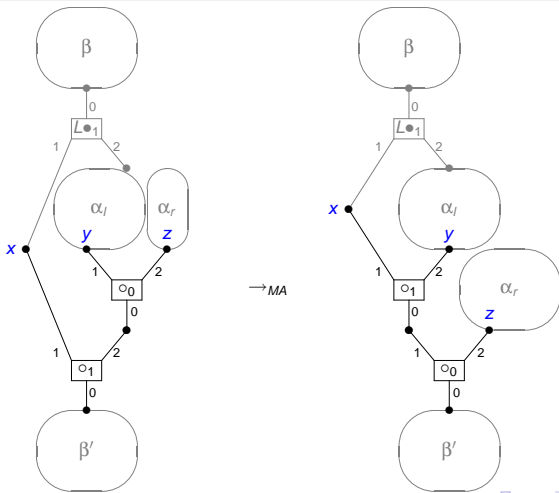 β β
0 0
L•1 L•1
1 2 1 2
αl αr x αl
x y z y
1 2 1 2 αr
∘0 →MA ∘1
0 0 z
1 2 1 2
∘1 ∘0
0 0
β′ β′